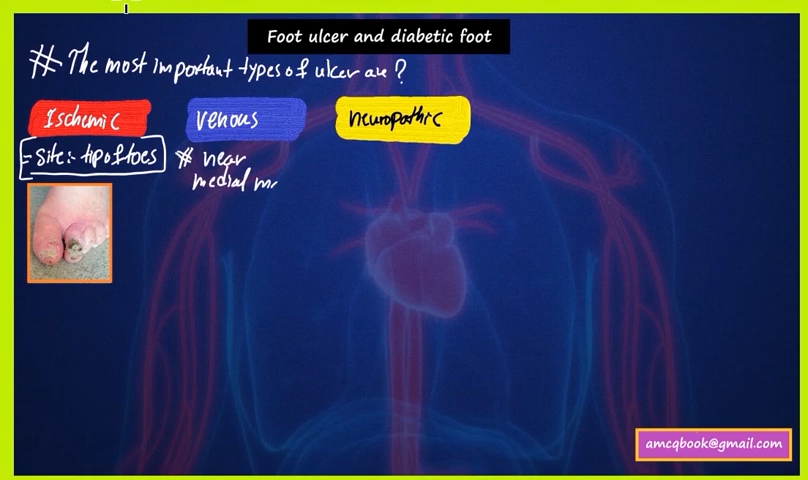 Foot ulcer and diabetic foot
# The most important types of ulcer are ?
Ischemic
venous
neuropathic
- Site:- tip of toes
# near
medial m
amcqbook@gmail.com